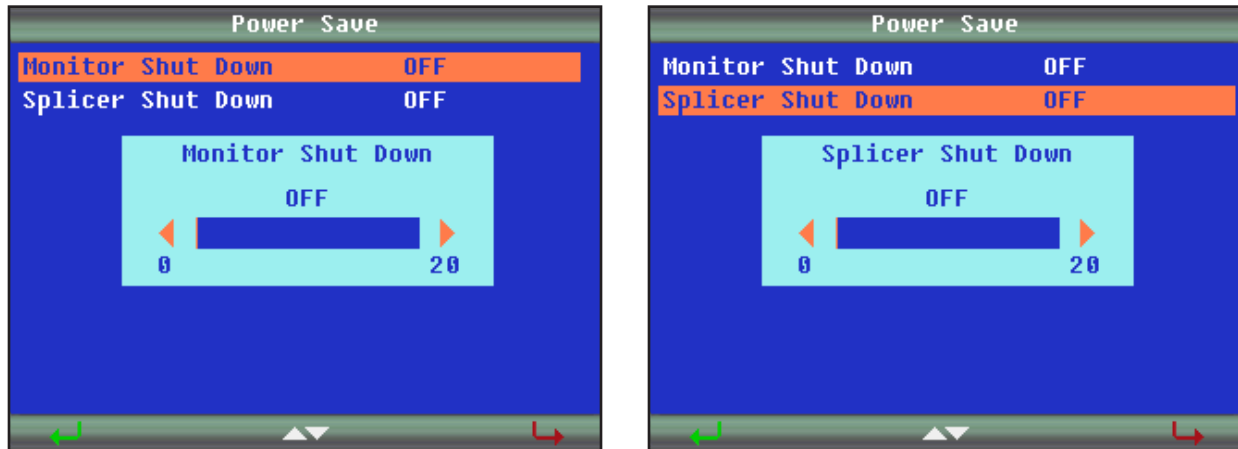 Power Save
Monitor Shut Down OFF
Splicer Shut Down OFF
Monitor Shut Down
OFF
0 20
Power Save
Monitor Shut Down OFF
Splicer Shut Down OFF
Splicer Shut Down
OFF
0 20